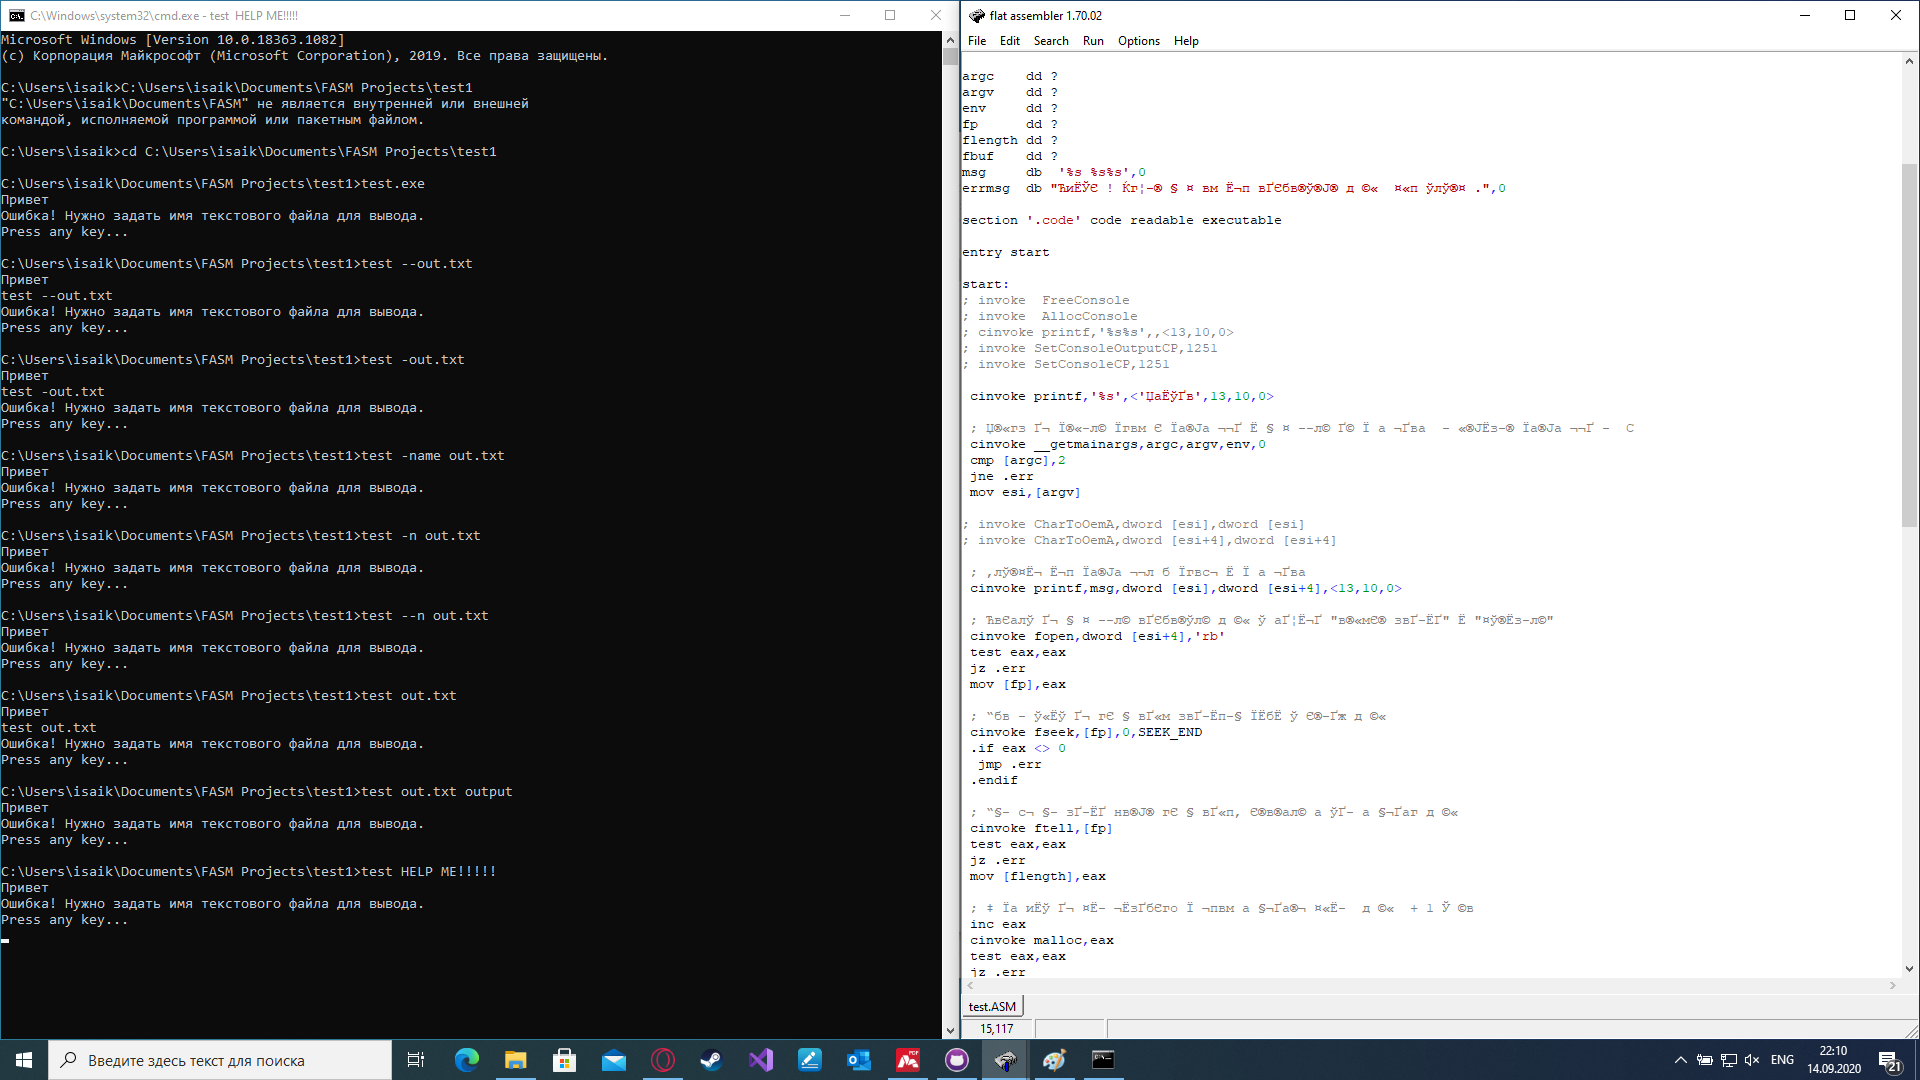 C:\Windows\system32\cmd.exe - test  HELP ME!!!!!
Microsoft Windows [Version 10.0.18363.1082]
(c) Корпорация Майкрософт (Microsoft Corporation), 2019. Все права защищены.
C:\Users\isaik>C:\Users\isaik\Documents\FASM Projects\test1
"C:\Users\isaik\Documents\FASM" не является внутренней или внешней
командой, исполняемой программой или пакетным файлом.
C:\Users\isaik>cd C:\Users\isaik\Documents\FASM Projects\test1
C:\Users\isaik\Documents\FASM Projects\test1>test.exe
Привет
Ошибка! Нужно задать имя текстового файла для вывода.
Press any key...
C:\Users\isaik\Documents\FASM Projects\test1>test --out.txt
Привет
test --out.txt
Ошибка! Нужно задать имя текстового файла для вывода.
Press any key...
C:\Users\isaik\Documents\FASM Projects\test1>test -out.txt
Привет
test -out.txt
Ошибка! Нужно задать имя текстового файла для вывода.
Press any key...
C:\Users\isaik\Documents\FASM Projects\test1>test -name out.txt
Привет
Ошибка! Нужно задать имя текстового файла для вывода.
Press any key...
C:\Users\isaik\Documents\FASM Projects\test1>test -n out.txt
Привет
Ошибка! Нужно задать имя текстового файла для вывода.
Press any key...
C:\Users\isaik\Documents\FASM Projects\test1>test --n out.txt
Привет
Ошибка! Нужно задать имя текстового файла для вывода.
Press any key...
C:\Users\isaik\Documents\FASM Projects\test1>test out.txt
Привет
test out.txt
Ошибка! Нужно задать имя текстового файла для вывода.
Press any key...
C:\Users\isaik\Documents\FASM Projects\test1>test out.txt output
Привет
Ошибка! Нужно задать имя текстового файла для вывода.
Press any key...
C:\Users\isaik\Documents\FASM Projects\test1>test HELP ME!!!!!
Привет
Ошибка! Нужно задать имя текстового файла для вывода.
Press any key...
flat assembler 1.70.02
File Edit Search Run Options Help
argc    dd ?
argv    dd ?
env     dd ?
fp      dd ?
flength dd ?
fbuf    dd ?
msg     db  '%s %s%s',0
errmsg  db
section '.code' code readable executable
entry start
start:
; invoke  FreeConsole
; invoke  AllocConsole
; cinvoke printf,'%s%s',,<13,10,0>
; invoke SetConsoleOutputCP,1251
; invoke SetConsoleCP,1251
cinvoke printf,'%s',<'ЏаЁўҐв',13,10,0>
cinvoke __getmainargs,argc,argv,env,0
cmp [argc],2
jne .err
mov esi,[argv]
; invoke CharToOemA,dword [esi],dword [esi]
; invoke CharToOemA,dword [esi+4],dword [esi+4]
cinvoke printf,msg,dword [esi],dword [esi+4],<13,10,0>
cinvoke fopen,dword [esi+4],'rb'
test eax,eax
jz .err
mov [fp],eax
cinvoke fseek,[fp],0,SEEK_END
.if eax <> 0
jmp .err
.endif
cinvoke ftell,[fp]
test eax,eax
jz .err
mov [flength],eax
inc eax
cinvoke malloc,eax
test eax,eax
jz .err
test.ASM
15,117
Введите здесь текст для поиска
PDF
ENG
22:10
14.09.2020
21